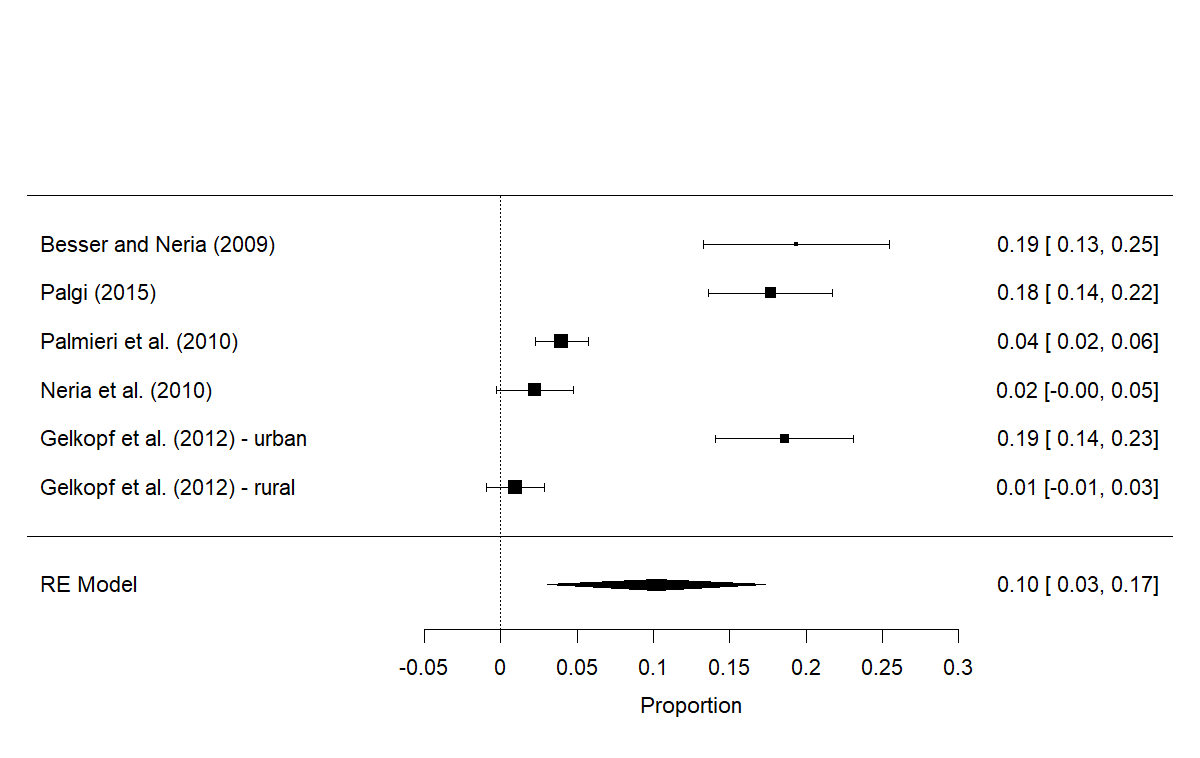 Besser and Neria (2009) 0.19 [ 0.13, 0.25]
Palgi (2015) 0.18 [ 0.14, 0.22]
Palmieri et al. (2010) 0.04 [ 0.02, 0.06]
Neria et al. (2010) 0.02 [-0.00, 0.05]
Gelkopf et al. (2012) - urban 0.19 [ 0.14, 0.23]
Gelkopf et al. (2012) - rural 0.01 [-0.01, 0.03]
RE Model 0.10 [ 0.03, 0.17]
-0.05 0 0.05 0.1 0.15 0.2 0.25 0.3
Proportion